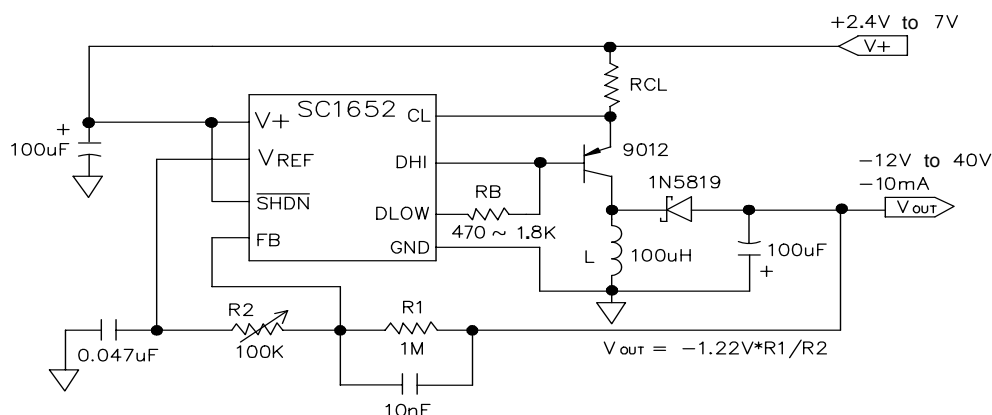 +2.4V to 7V
V+
RCL
SC1652
V+
CL
+
100uF
VREF
DHI
9012
-12V to 40V
-10mA
1N5819
SHDN
RB
DLOW
VOUT
470 ~ 1.8K
FB
GND
L
100uH
100uF
+
R2
R1
0.047uF
100K
1M
VOUT = -1.22V*R1/R2
10nF